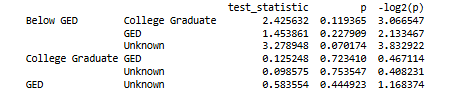 test_statistic p -log2(p)
Below GED College Graduate 2.425632 0.119365 3.066547
GED 1.453861 0.227909 2.133467
Unknown 3.278948 0.070174 3.832922
College Graduate GED 0.125248 0.723410 0.467114
Unknown 0.098575 0.753547 0.408231
GED Unknown 0.583554 0.444923 1.168374